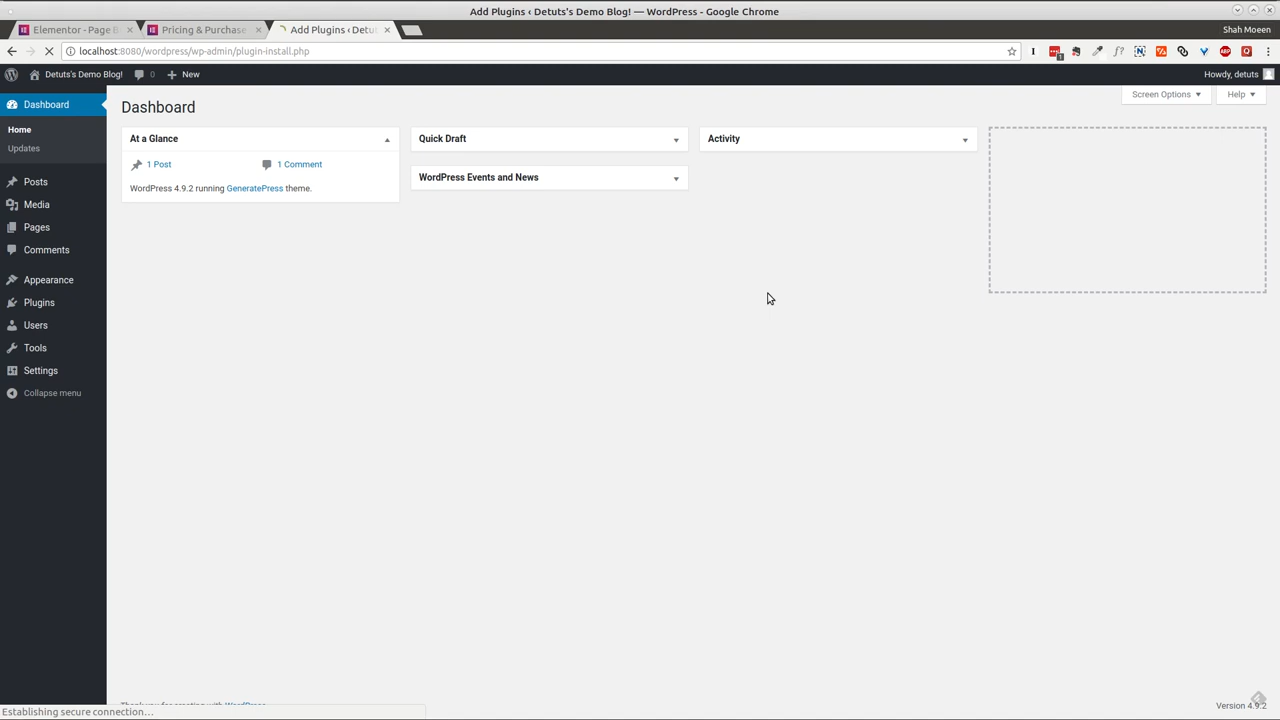 Add Plugins ‹ Detuts's Demo Blog! — WordPress - Google Chrome
Elementor - Page B
Pricing & Purchase
Add Plugins ‹ Detu
Shah Moeen
localhost:8080/wordpress/wp-admin/plugin-install.php
Detuts's Demo Blog!
0
New
Howdy, detuts
Dashboard
Home
Updates
Posts
Media
Pages
Comments
Appearance
Plugins
Users
Tools
Settings
Collapse menu
Dashboard
Screen Options
Help
At a Glance
1 Post
1 Comment
WordPress 4.9.2 running GeneratePress theme.
Quick Draft
WordPress Events and News
Activity
Thank you for creating with WordPress
Version 4.9.2
Establishing secure connection...